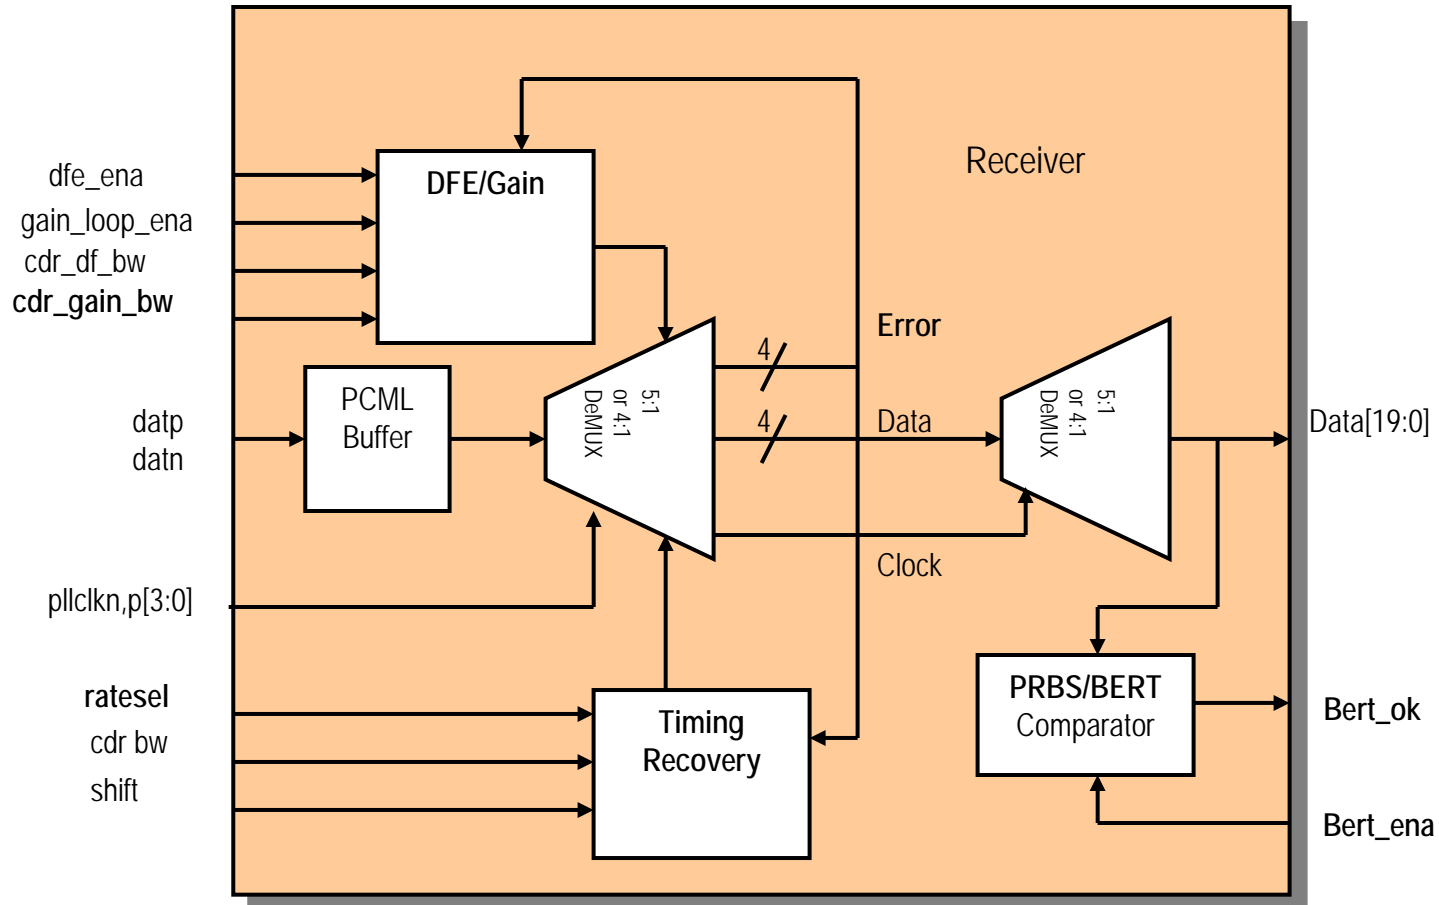 Receiver
dfe_ena
gain_loop_ena
cdr_df_bw
cdr_gain_bw
DFE/Gain
Error
4
5:1
or 4:1
DeMUX
PCML
Buffer
datp
datn
4
Data
5:1
or 4:1
DeMUX
Data[19:0]
Clock
pllclkn,p[3:0]
ratesel
cdr bw
shift
Timing
Recovery
PRBS/BERT
Comparator
Bert_ok
Bert_ena